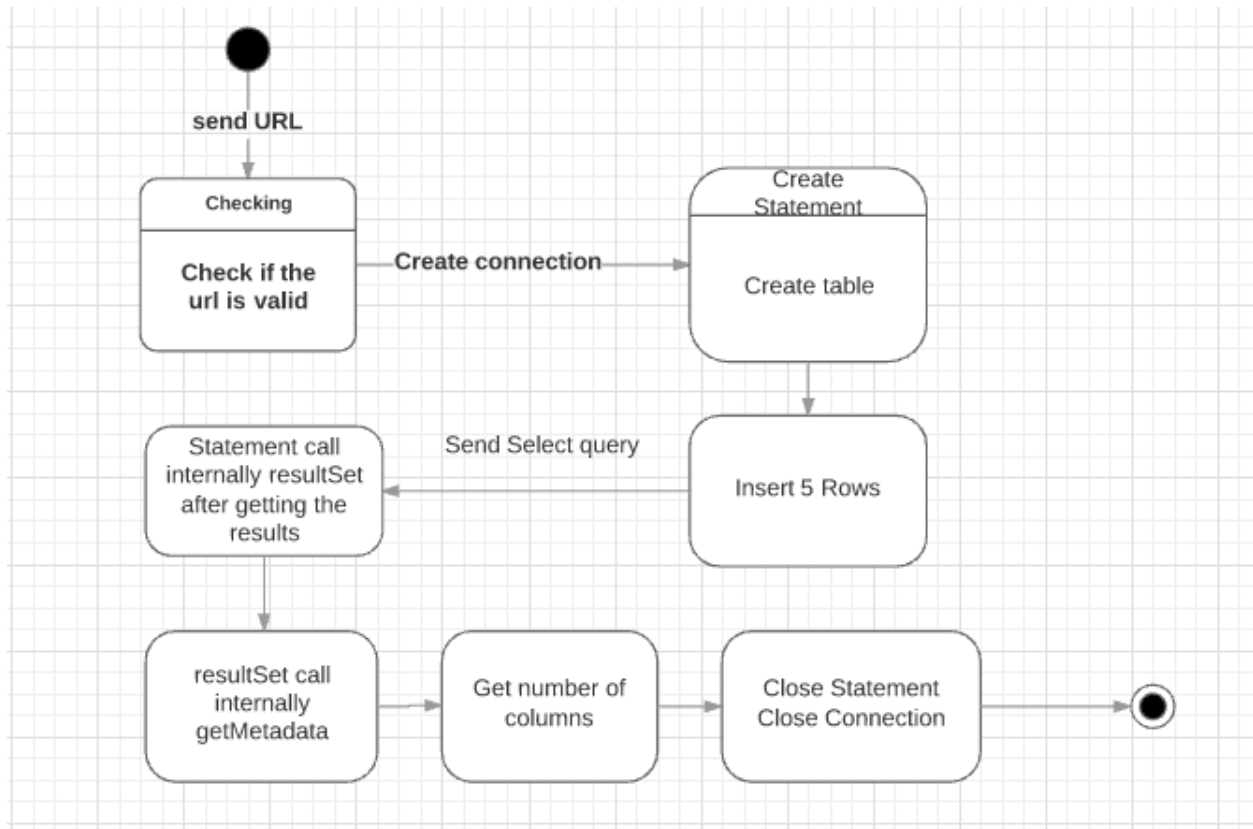 send URL
Checking
Check if the
url is valid
Create connection
Create
Statement
Create table
Insert 5 Rows
Send Select query
Statement call
internally resultSet
after getting the
results
resultSet call
internally
getMetadata
Get number of
columns
Close Statement
Close Connection